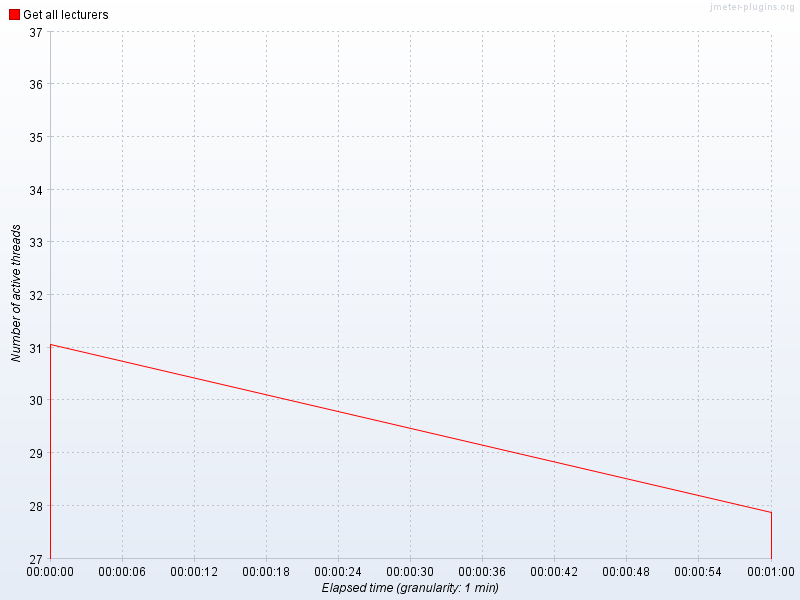 jmeter-plugins.org
Get all lecturers
37
36
35
34
33
32
31
30
29
28
27
Number of active threads
00:00:00 00:00:06 00:00:12 00:00:18 00:00:24 00:00:30 00:00:36 00:00:42 00:00:48 00:00:54 00:01:00
Elapsed time (granularity: 1 min)